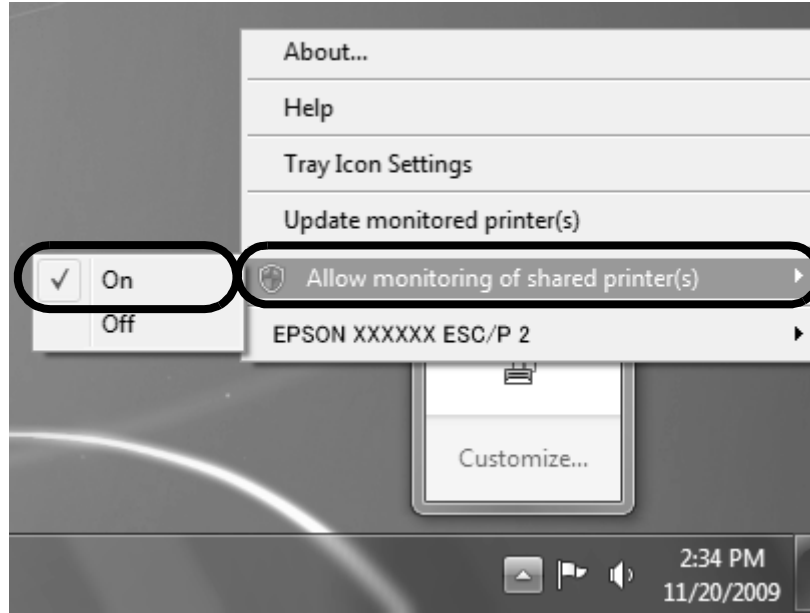 About...
Help
Tray Icon Settings
Update monitored printer(s)
Allow monitoring of shared printer(s)
On
Off
EPSON XXXXXX ESC/P 2
Customize...
2:34 PM
11/20/2009